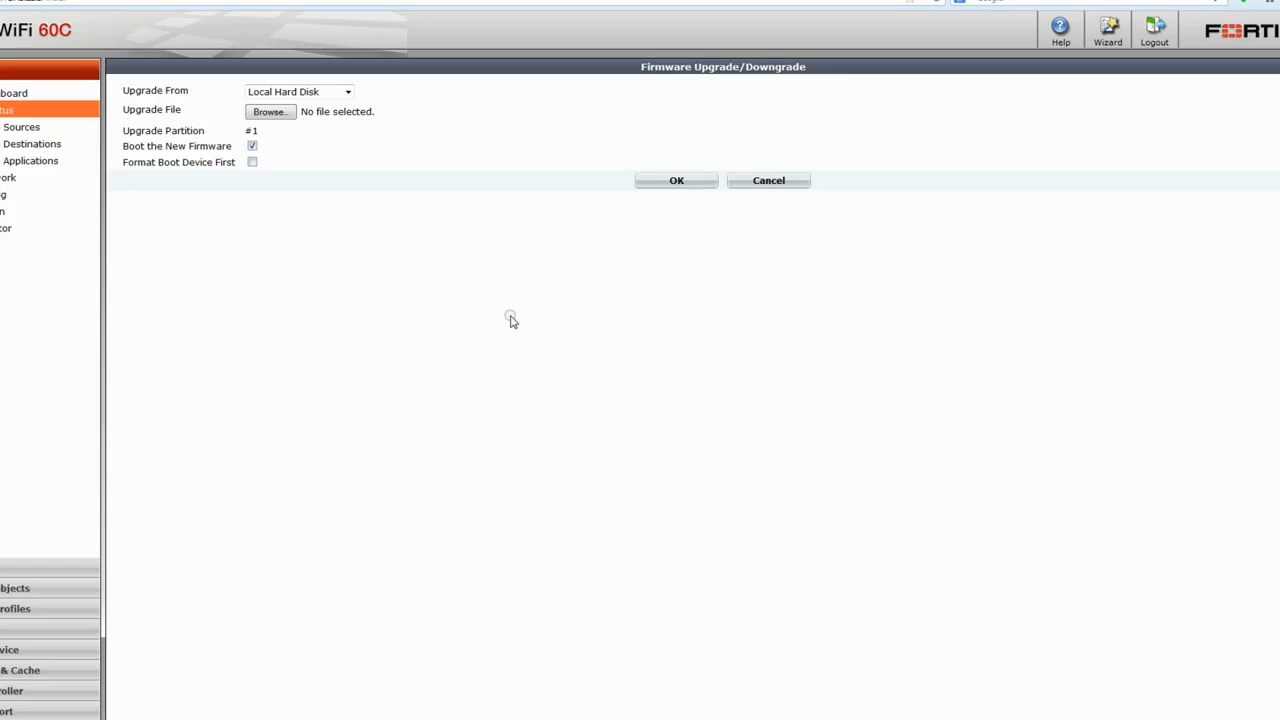 WiFi 60C
Help
Wizard
Logout
FORTI
Firmware Upgrade/Downgrade
board
tus
Sources
Destinations
Applications
ork
g
n
tor
Upgrade From
Local Hard Disk
Upgrade File
Browse..
No file selected.
Upgrade Partition
#1
Boot the New Firmware
Format Boot Device First
OK
Cancel
bjects
rofiles
vice
& Cache
roller
ort